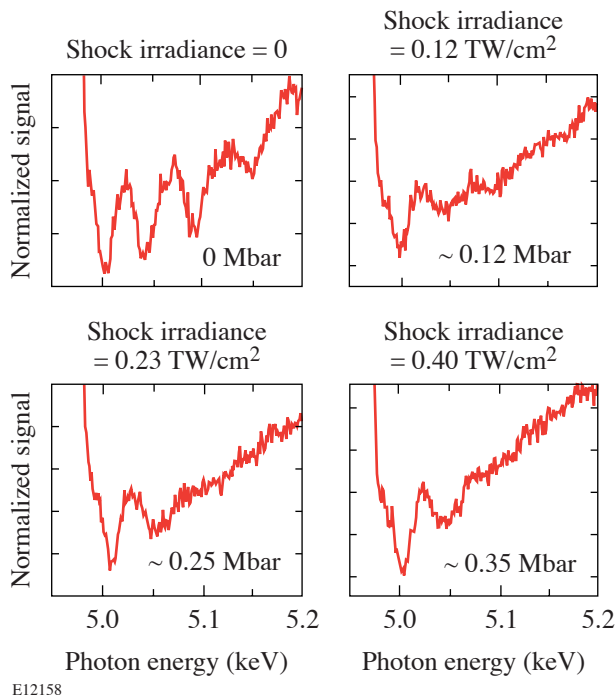 Shock irradiance = 0
Shock irradiance
= 0.12 TW/cm²
Normalized signal
0 Mbar
~ 0.12 Mbar
Shock irradiance
= 0.23 TW/cm²
Shock irradiance
= 0.40 TW/cm²
Normalized signal
~ 0.25 Mbar
~ 0.35 Mbar
5.0 5.1 5.2
5.0 5.1 5.2
Photon energy (keV)
Photon energy (keV)
E12158